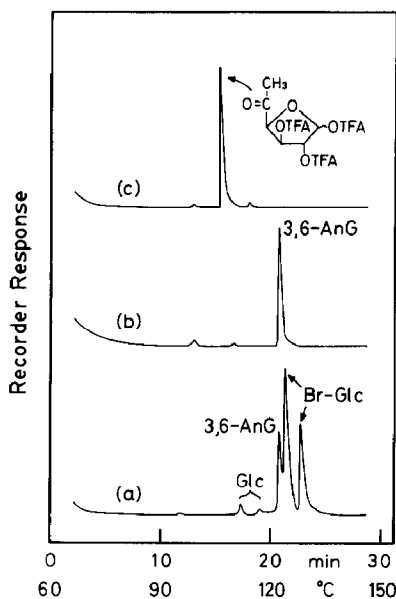 CH₃
O=C
O
OTFA
OTFA
OTFA
(c)
3,6-AnG
(b)
Br-Glc
3,6-AnG
Glc
(a)
Recorder Response
0 10 20 min 30
60 90 120 °C 150